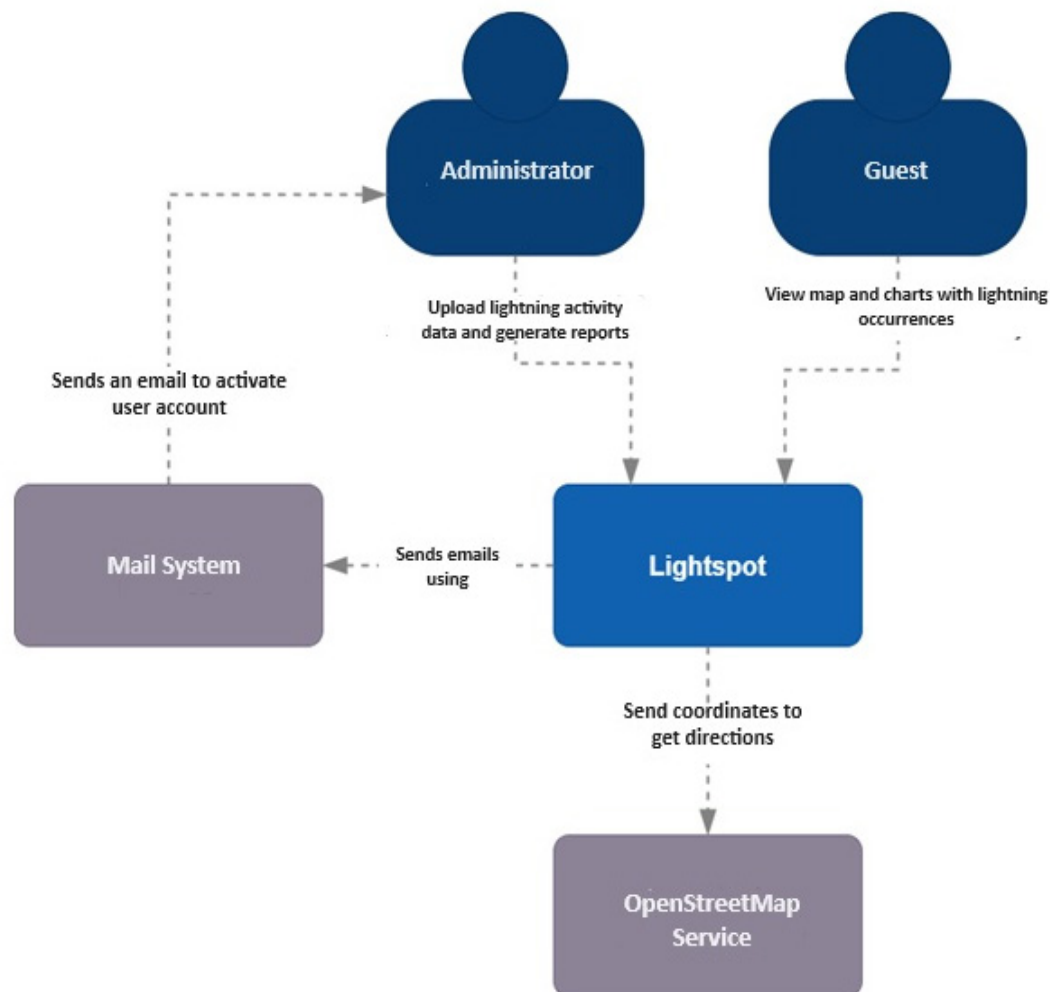 Administrator
Guest
Upload lightning activity
data and generate reports
View map and charts with lightning
occurrences
Sends an email to activate
user account
Mail System
Sends emails
using
Lightspot
Send coordinates to
get directions
OpenStreetMap
Service